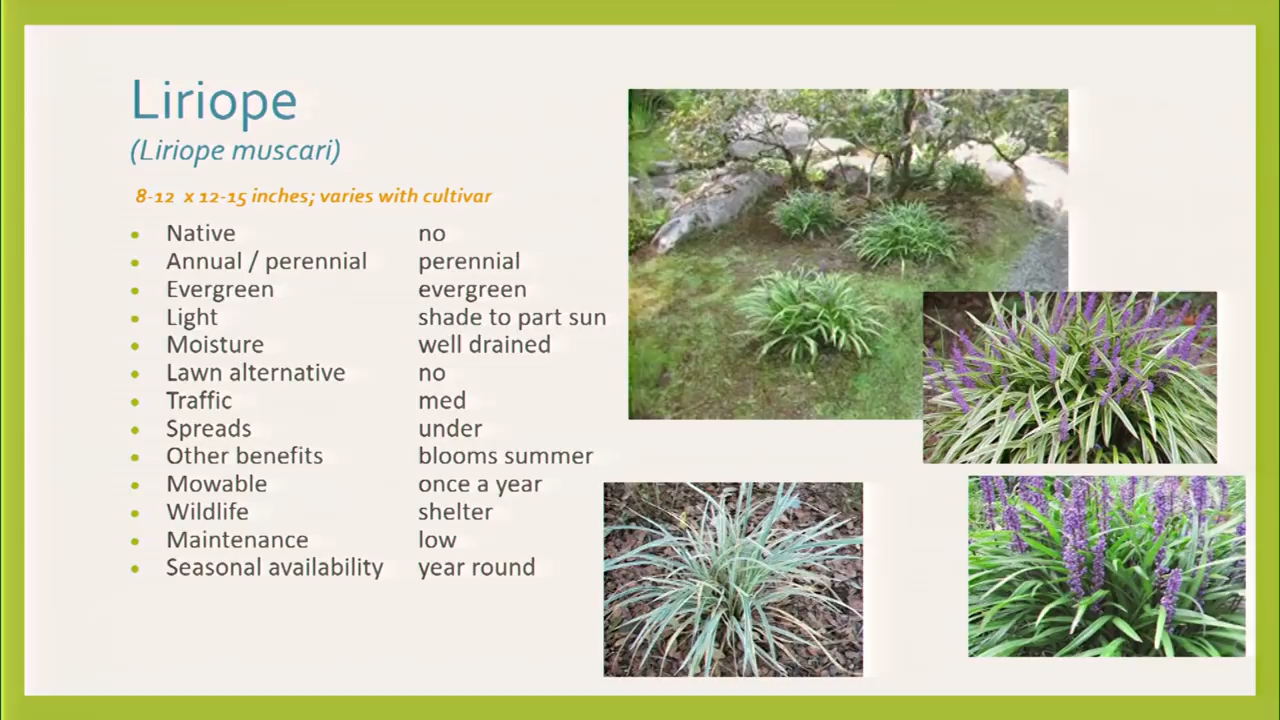 Liriope
(Liriope muscari)
8-12 x 12-15 inches; varies with cultivar
Native no
Annual / perennial perennial
Evergreen evergreen
Light shade to part sun
Moisture well drained
Lawn alternative no
Traffic med
Spreads under
Other benefits blooms summer
Mowable once a year
Wildlife shelter
Maintenance low
Seasonal availability year round